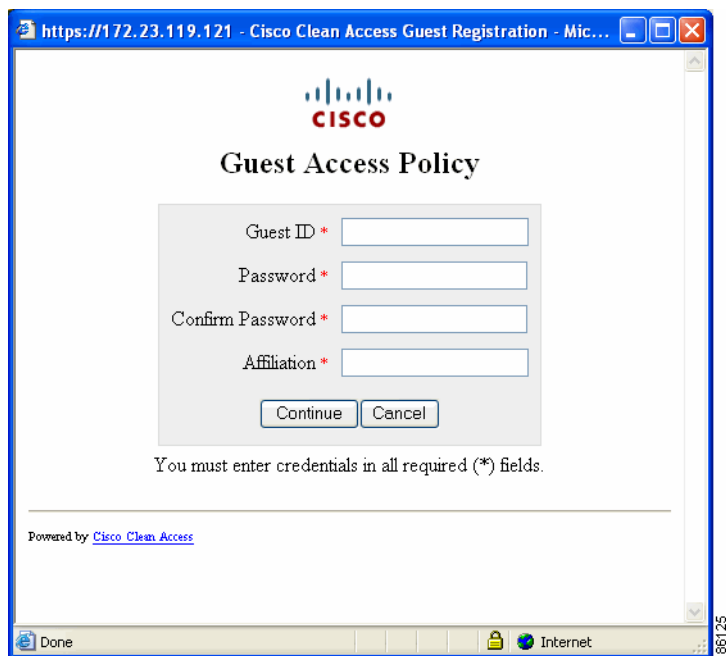 https://172.23.119.121 - Cisco Clean Access Guest Registration - Mic...
CISCO
Guest Access Policy
Guest ID *
Password *
Confirm Password *
Affiliation *
Continue Cancel
You must enter credentials in all required (*) fields.
Powered by Cisco Clean Access
Done Internet
86125